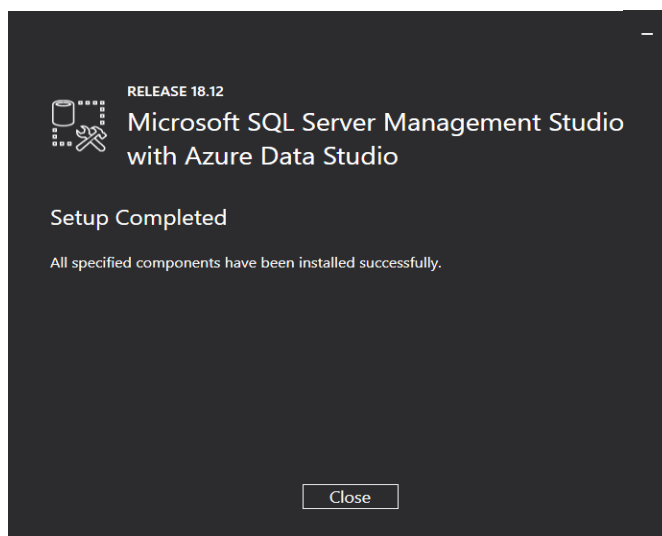 RELEASE 18.12
Microsoft SQL Server Management Studio
with Azure Data Studio
Setup Completed
All specified components have been installed successfully.
Close